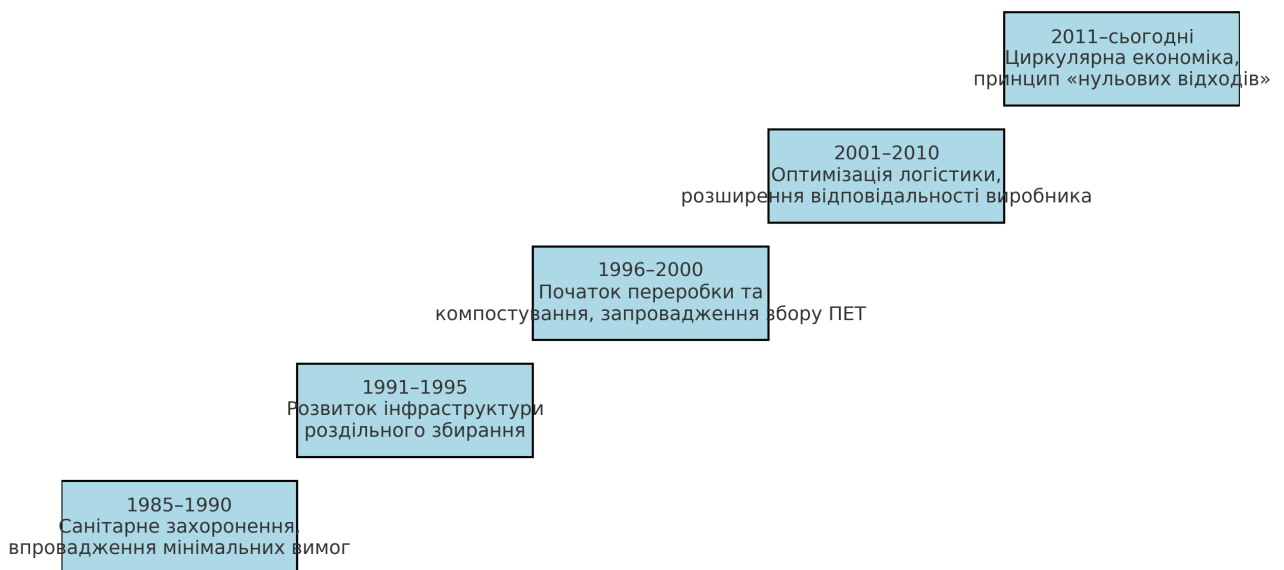 2011–сьогодні
Циркулярна економіка,
принцип «нульових відходів»
2001–2010
Оптимізація логістики,
розширення відповідальності виробника
1996–2000
Початок переробки та
компостування, запровадження збору ПЕТ
1991–1995
Розвиток інфраструктури
роздільного збирання
1985–1990
Санітарне захоронення,
впровадження мінімальних вимог